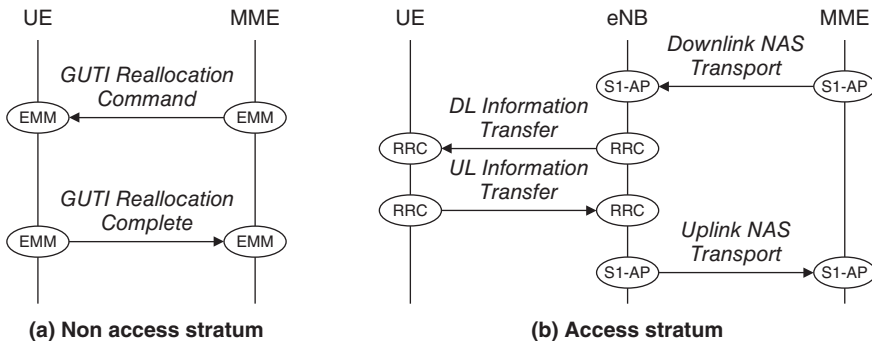 UE
MME
GUTI Reallocation
Command
EMM
EMM
GUTI Reallocation
Complete
EMM
EMM
(a) Non access stratum
UE
eNB
MME
Downlink NAS
Transport
S1-AP
S1-AP
DL Information
Transfer
RRC
RRC
UL Information
Transfer
RRC
RRC
Uplink NAS
Transport
S1-AP
S1-AP
(b) Access stratum